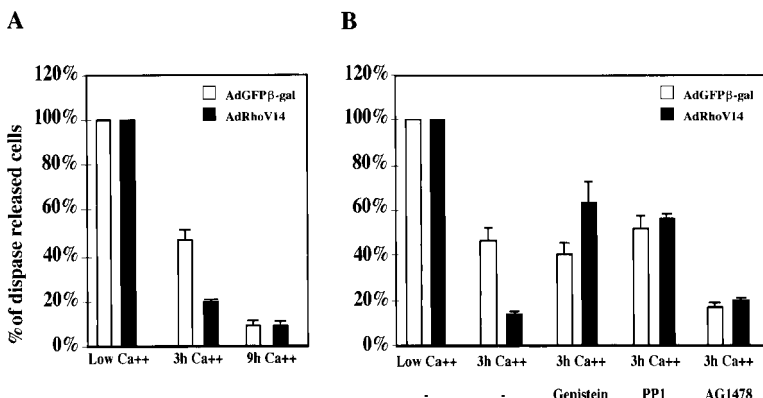 A
B
% of dispase released cells
120%
100%
80%
60%
40%
20%
0%
AdGFPβ-gal
AdRhoV14
Low Ca++ 3h Ca++ 9h Ca++
120%
100%
80%
60%
40%
20%
0%
AdGFPβ-gal
AdRhoV14
Low Ca++ 3h Ca++ 3h Ca++ 3h Ca++ 3h Ca++
- - Genistein PP1 AG1478